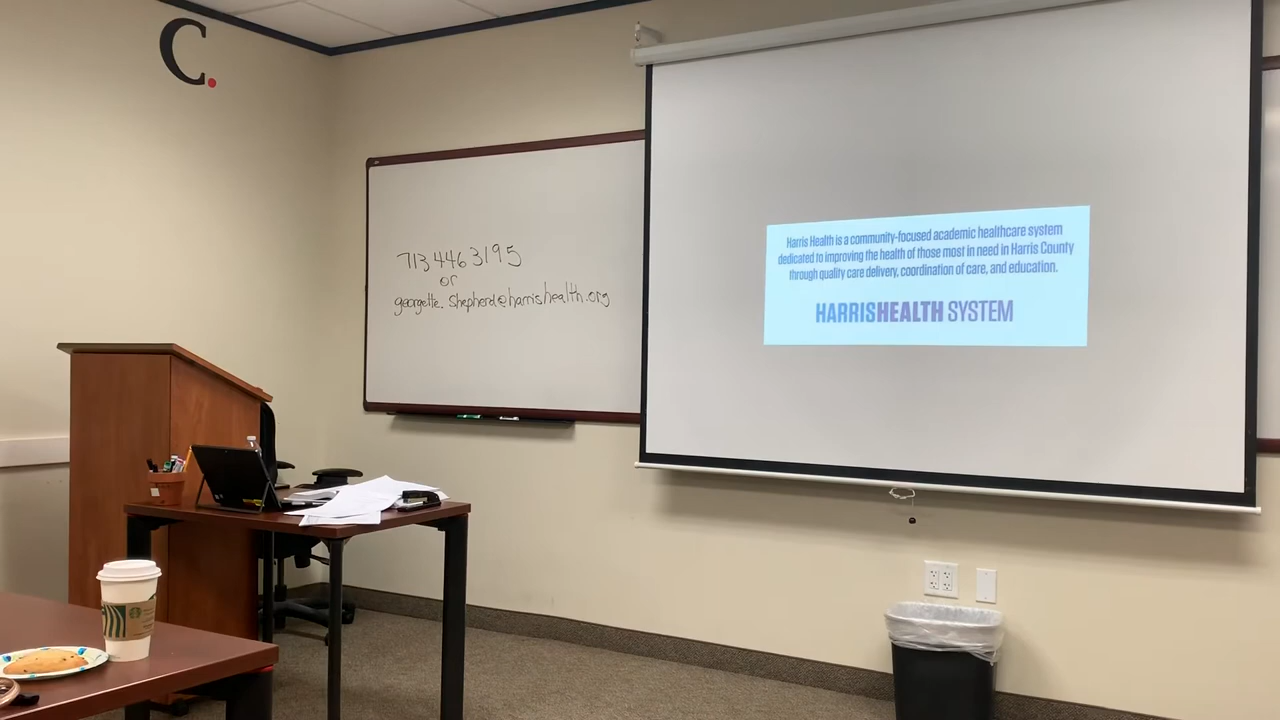 C.
713 446 3195
or
georgette.shepherd@harrishealth.org
Harris Health is a community-focused academic healthcare system
dedicated to improving the health of those most in need in Harris County
through quality care delivery, coordination of care, and education.
HARRISHEALTH SYSTEM